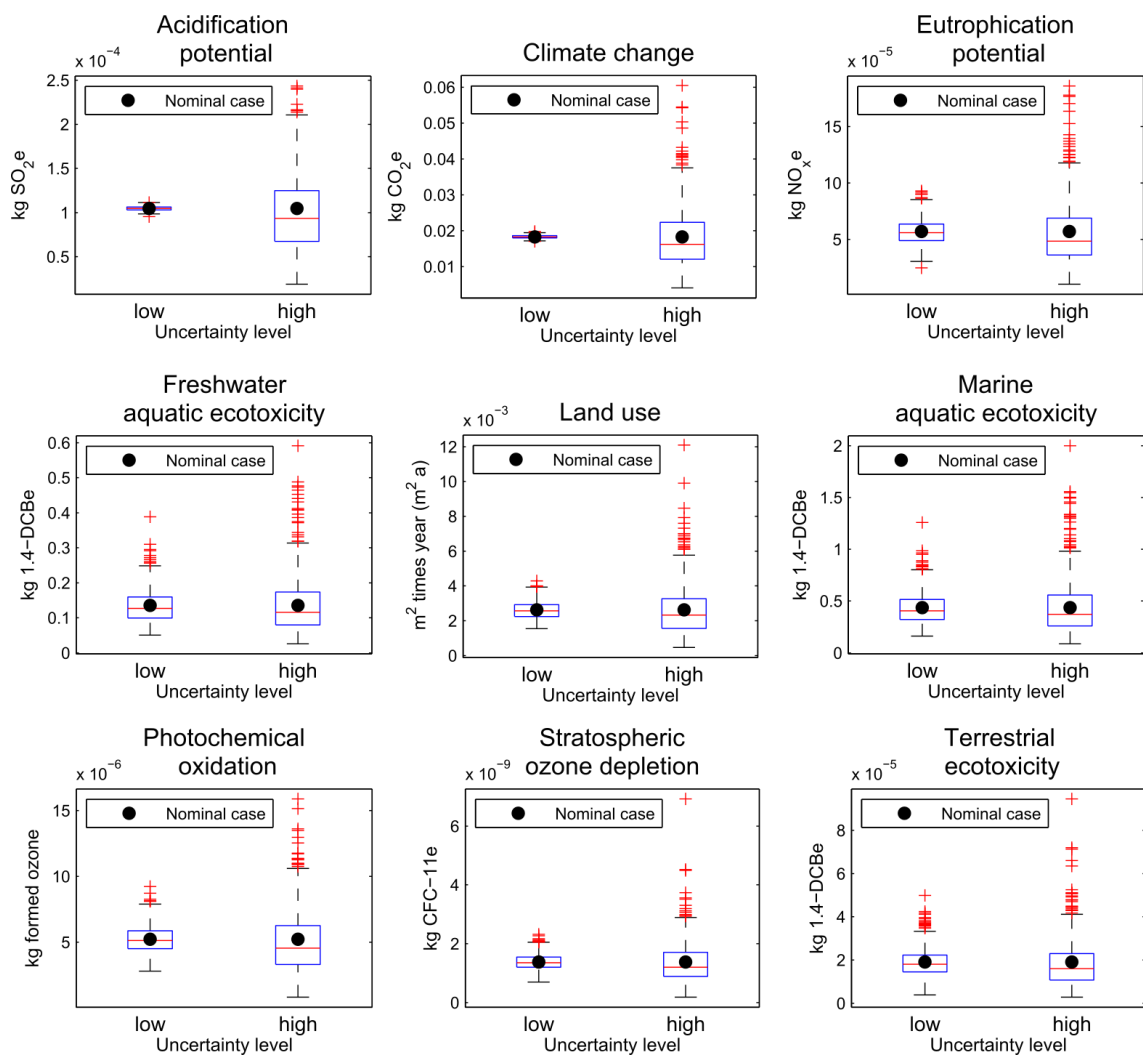 Acidification
potential
x 10⁻⁴
kg SO₂e
2.5
2
1.5
1
0.5
Nominal case
low
high
Uncertainty level
Climate change
kg CO₂e
0.06
0.05
0.04
0.03
0.02
0.01
Nominal case
low
high
Uncertainty level
Eutrophication
potential
x 10⁻⁵
kg NOₓe
15
10
5
Nominal case
low
high
Uncertainty level
Freshwater
aquatic ecotoxicity
kg 1.4−DCBe
0.6
0.5
0.4
0.3
0.2
0.1
0
Nominal case
low
high
Uncertainty level
Land use
x 10⁻³
m² times year (m² a)
12
10
8
6
4
2
0
Nominal case
low
high
Uncertainty level
Marine
aquatic ecotoxicity
kg 1.4−DCBe
2
1.5
1
0.5
0
Nominal case
low
high
Uncertainty level
Photochemical
oxidation
x 10⁻⁶
kg formed ozone
15
10
5
Nominal case
low
high
Uncertainty level
Stratospheric
ozone depletion
x 10⁻⁹
kg CFC−11e
6
4
2
0
Nominal case
low
high
Uncertainty level
Terrestrial
ecotoxicity
x 10⁻⁵
kg 1.4−DCBe
8
6
4
2
0
Nominal case
low
high
Uncertainty level